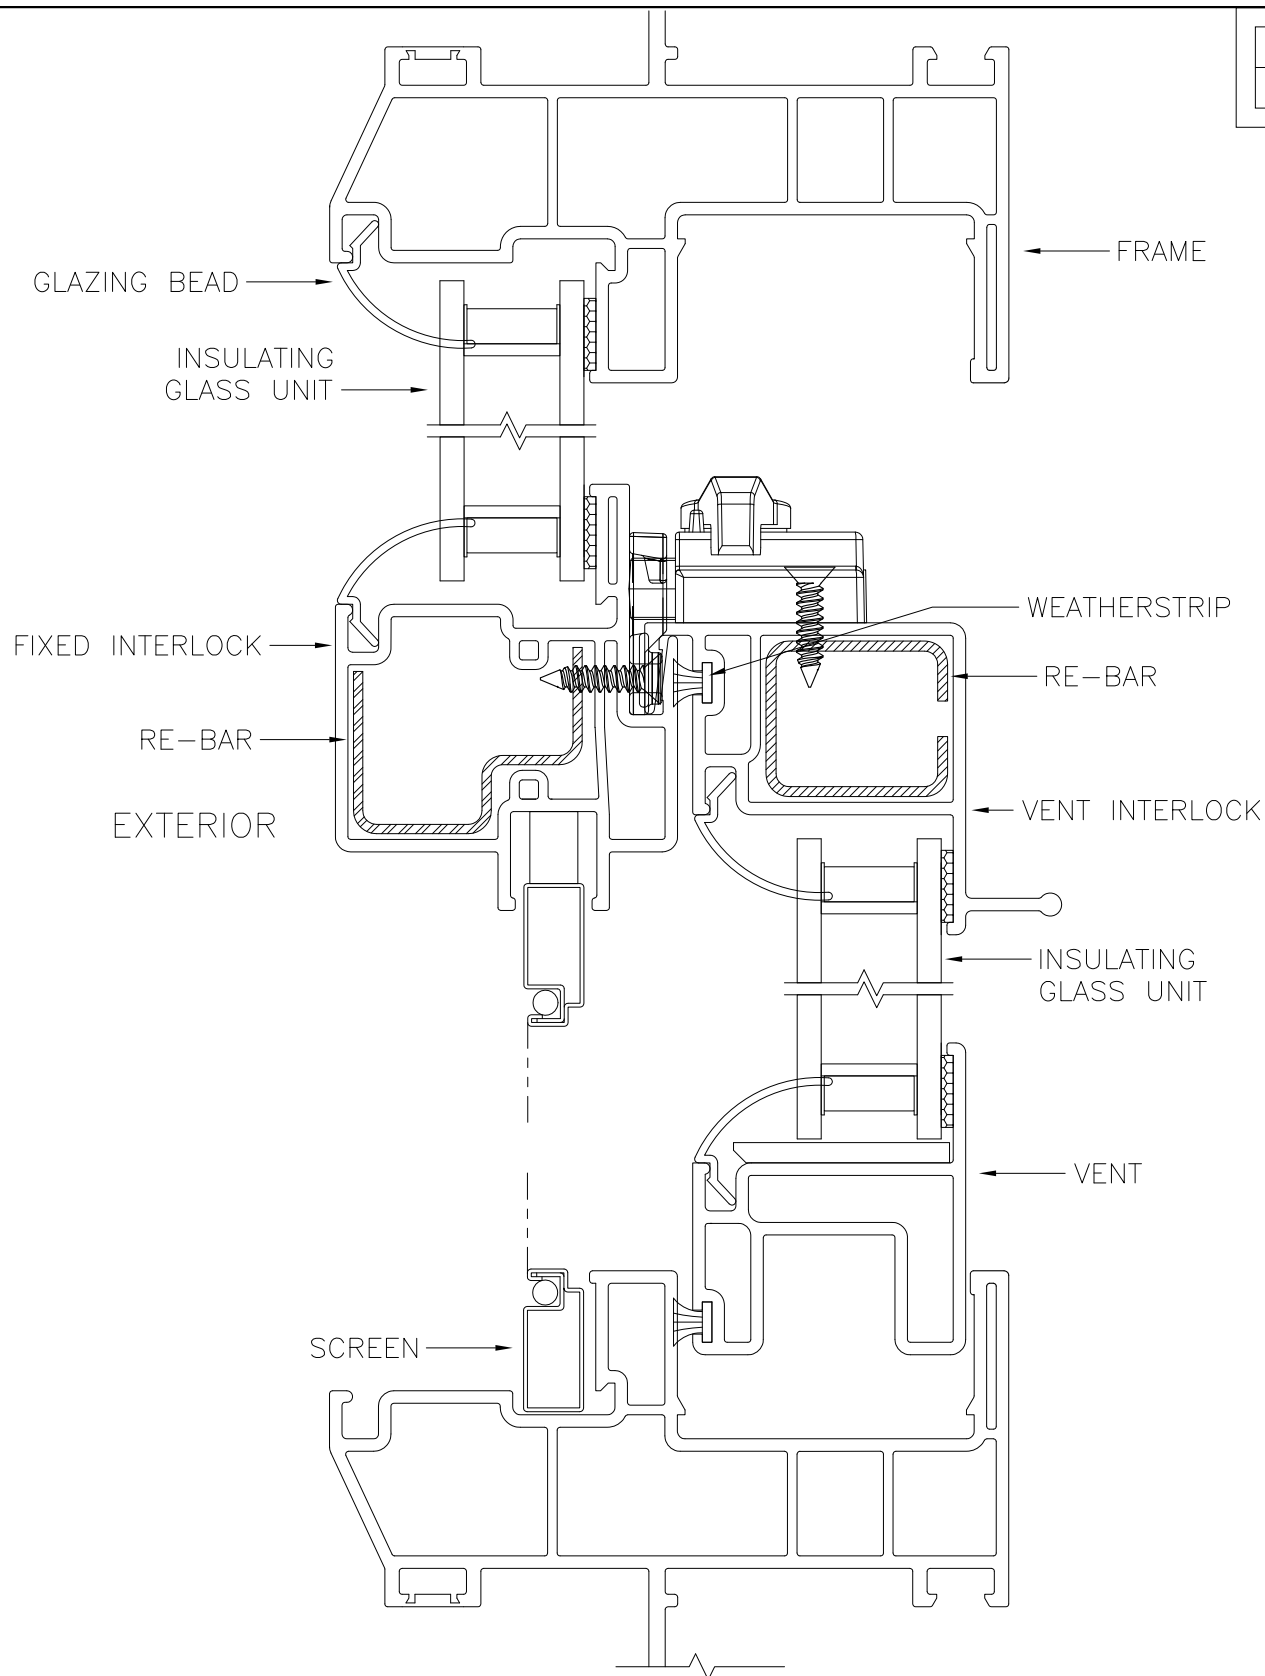 FRAME
GLAZING BEAD
INSULATING
GLASS UNIT
WEATHERSTRIP
FIXED INTERLOCK
RE-BAR
RE-BAR
VENT INTERLOCK
EXTERIOR
INSULATING
GLASS UNIT
VENT
SCREEN